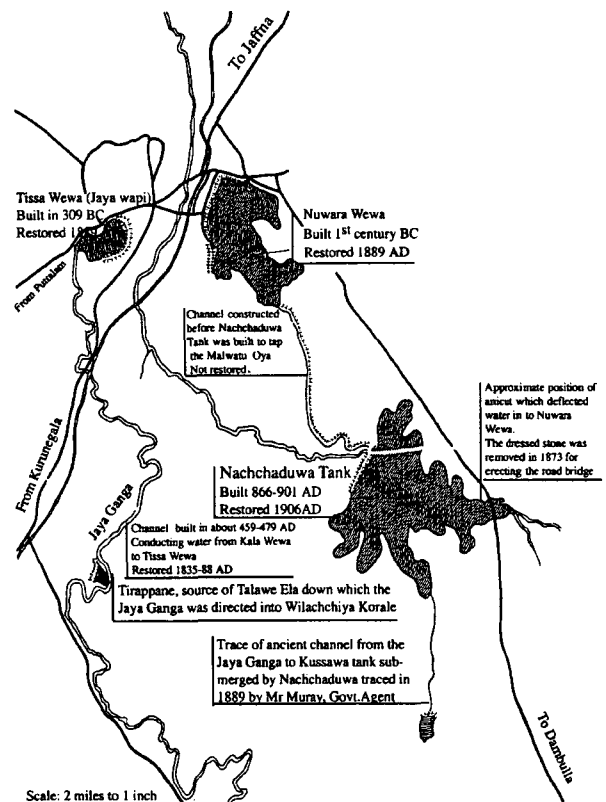 To Jaffna
Tissa Wewa (Jaya wapi)
Built in 309 BC
Restored
From Puttalam
Nuwara Wewa
Built 1st century BC
Restored 1889 AD
Channel constructed
before Nachchaduwa
Tank was built to tap
the Malwatu Oya
Not restored.
Approximate position of
amicut which deflected
water in to Nuwara
Wewa.
The dressed stone was
removed in 1873 for
erecting the road bridge
From Kurunegala
Nachchaduwa Tank
Built 866-901 AD
Restored 1906AD
Jaya Ganga
Channel built in about 459-479 AD
Conducting water from Kala Wewa
to Tissa Wewa
Restored 1835-88 AD
Tirappane, source of Talawe Ela down which the
Jaya Ganga was directed into Wilachchiya Korale
Trace of ancient channel from the
Jaya Ganga to Kussawa tank sub-
merged by Nachchaduwa traced in
1889 by Mr Muray, Govt.Agent
To Dambulla
Scale: 2 miles to 1 inch